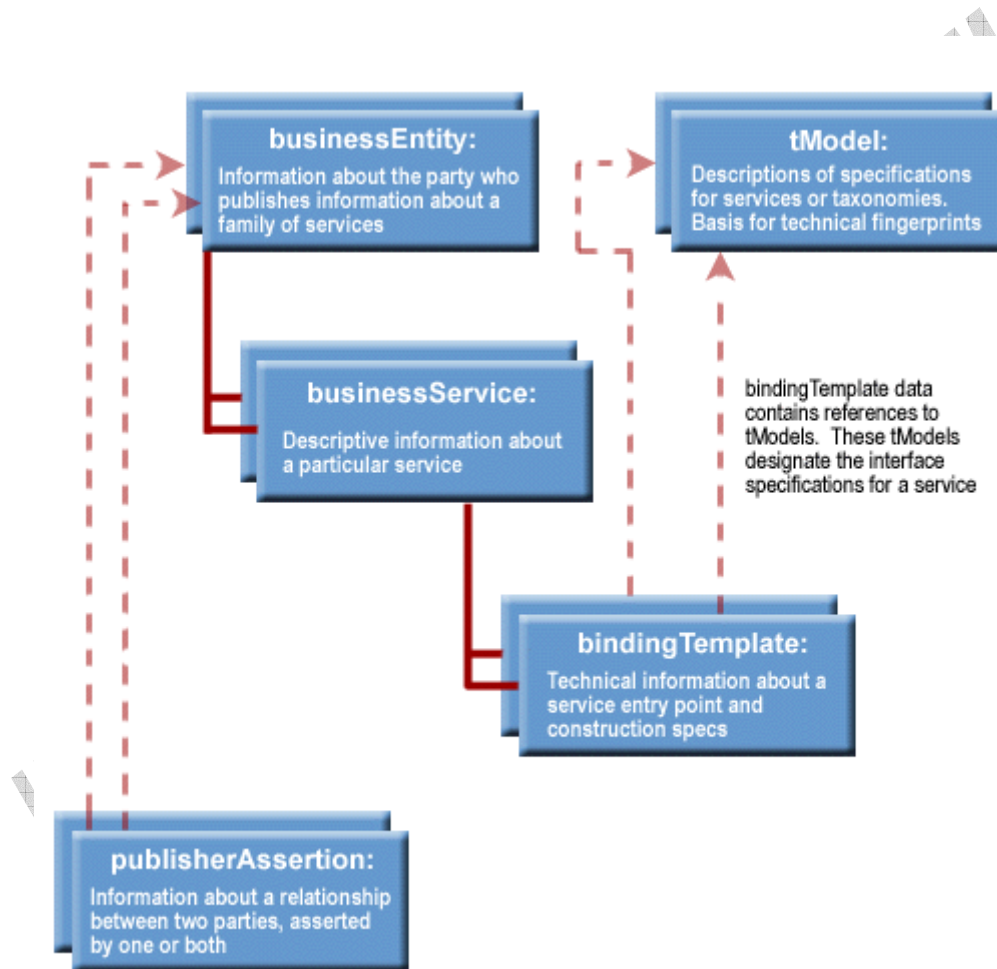 businessEntity:
Information about the party who
publishes information about a
family of services
tModel:
Descriptions of specifications
for services or taxonomies.
Basis for technical fingerprints
businessService:
Descriptive information about
a particular service
bindingTemplate data
contains references to
tModels. These tModels
designate the interface
specifications for a service
bindingTemplate:
Technical information about a
service entry point and
construction specs
publisherAssertion:
Information about a relationship
between two parties, asserted
by one or both